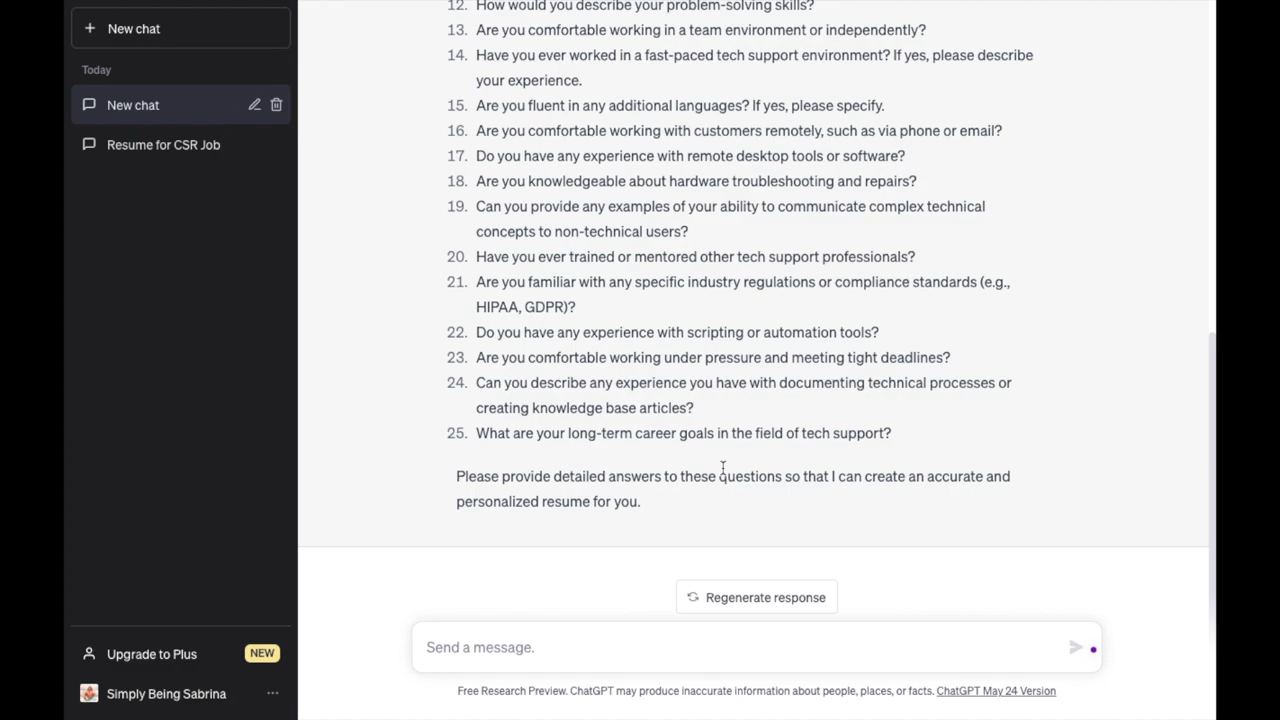 New chat
Today
New chat
Resume for CSR Job
Upgrade to Plus NEW
Simply Being Sabrina
12. How would you describe your problem-solving skills?
13. Are you comfortable working in a team environment or independently?
14. Have you ever worked in a fast-paced tech support environment? If yes, please describe
your experience.
15. Are you fluent in any additional languages? If yes, please specify.
16. Are you comfortable working with customers remotely, such as via phone or email?
17. Do you have any experience with remote desktop tools or software?
18. Are you knowledgeable about hardware troubleshooting and repairs?
19. Can you provide any examples of your ability to communicate complex technical
concepts to non-technical users?
20. Have you ever trained or mentored other tech support professionals?
21. Are you familiar with any specific industry regulations or compliance standards (e.g.,
HIPAA, GDPR)?
22. Do you have any experience with scripting or automation tools?
23. Are you comfortable working under pressure and meeting tight deadlines?
24. Can you describe any experience you have with documenting technical processes or
creating knowledge base articles?
25. What are your long-term career goals in the field of tech support?
Please provide detailed answers to these questions so that I can create an accurate and
personalized resume for you.
Regenerate response
Send a message.
Free Research Preview. ChatGPT may produce inaccurate information about people, places, or facts. ChatGPT May 24 Version